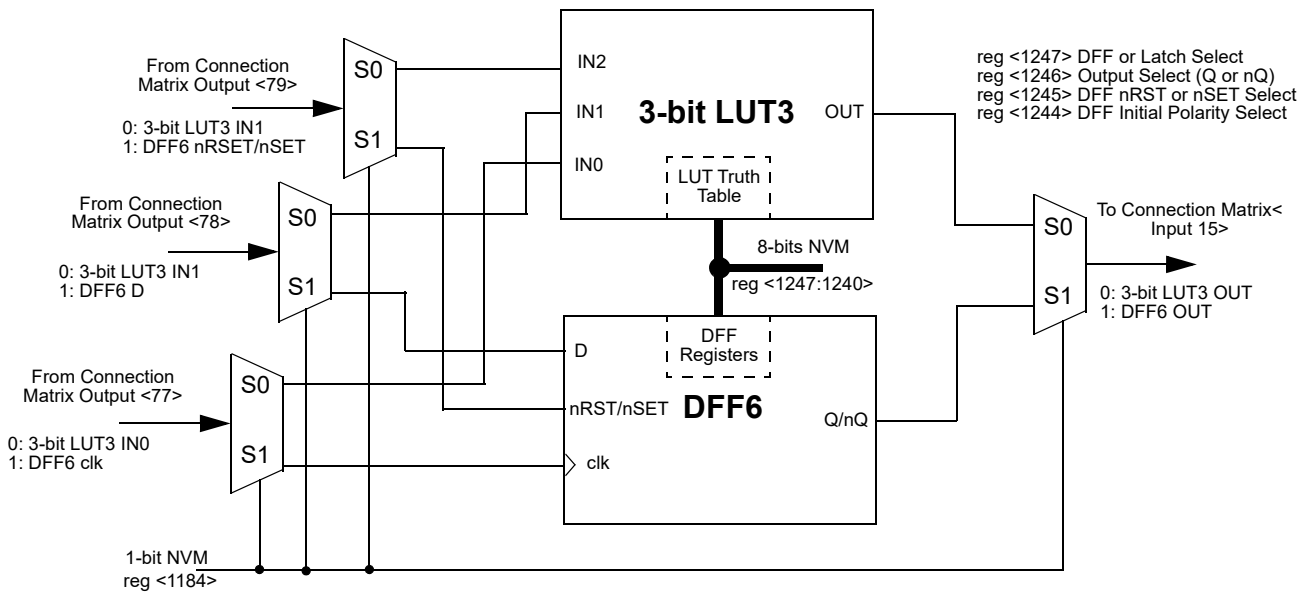 From Connection
Matrix Output <79>
0: 3-bit LUT3 IN1
1: DFF6 nRSET/nSET
S0
S1
From Connection
Matrix Output <78>
0: 3-bit LUT3 IN1
1: DFF6 D
S0
S1
From Connection
Matrix Output <77>
0: 3-bit LUT3 IN0
1: DFF6 clk
S0
S1
1-bit NVM
reg <1184>
IN2
IN1
IN0
3-bit LUT3
OUT
LUT Truth
Table
8-bits NVM
reg <1247:1240>
DFF
Registers
D
nRST/nSET
clk
DFF6
Q/nQ
reg <1247> DFF or Latch Select
reg <1246> Output Select (Q or nQ)
reg <1245> DFF nRST or nSET Select
reg <1244> DFF Initial Polarity Select
S0
S1
To Connection Matrix<
Input 15>
0: 3-bit LUT3 OUT
1: DFF6 OUT